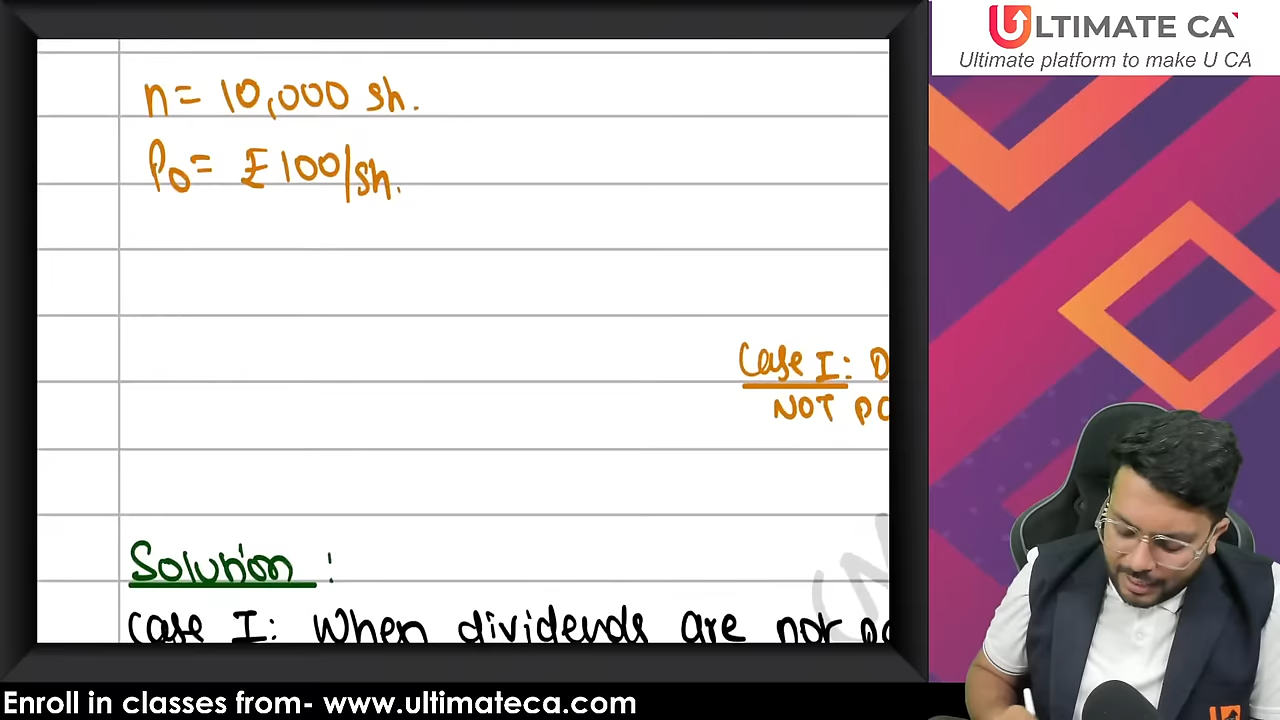 ULTIMATE CA
Ultimate platform to make U CA
n = 10,000 sh.
P0 = ₹100/sh.
Case I:
NOT
Solution :
Case I: When dividends are not
Enroll in classes from- www.ultimateca.com